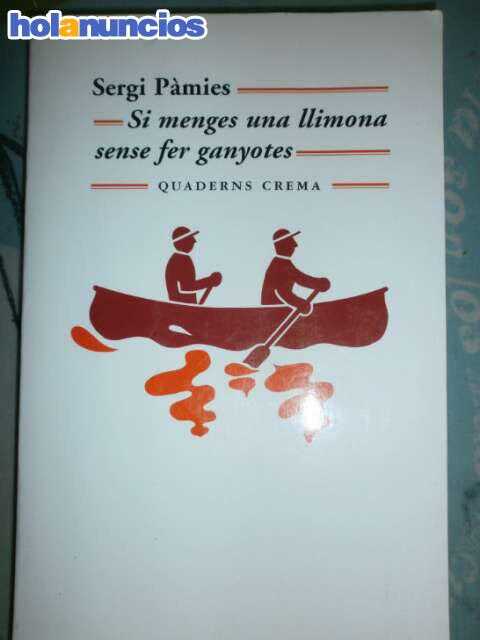 holanuncios
Sergi Pàmies
Si menges una llimona
sense fer ganyotes
QUADERNS CREMA